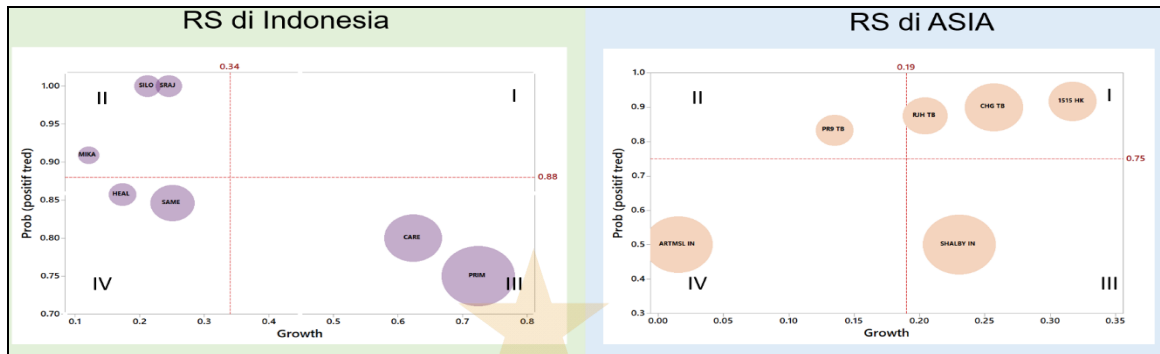 RS di Indonesia
0.34
1.00
0.95
0.90
0.85
0.80
0.75
0.70
Prob (positif tred)
II
I
SILO
SRAJ
MIKA
0.88
HEAL
SAME
CARE
PRIM
IV
III
0.1
0.2
0.3
0.4
0.5
0.6
0.7
0.8
Growth
RS di ASIA
0.19
1.0
0.9
0.8
0.7
0.6
0.5
0.4
0.3
Prob (positif tred)
II
I
PR9 TB
RJH TB
CHG TB
1515 HK
0.75
ARTMSL IN
SHALBY IN
IV
III
0.00
0.05
0.10
0.15
0.20
0.25
0.30
0.35
Growth